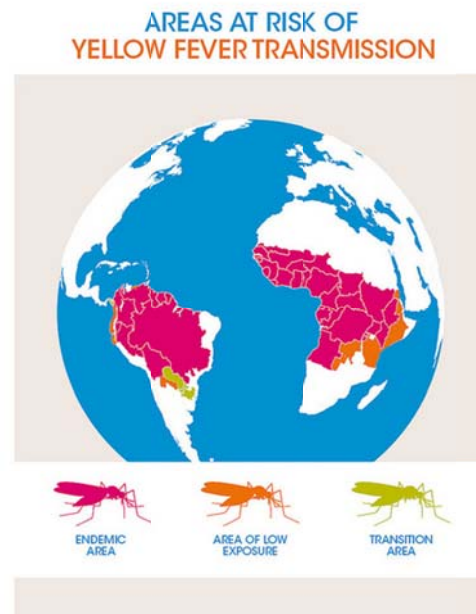 AREAS AT RISK OF
YELLOW FEVER TRANSMISSION
ENDEMIC
AREA
AREA OF LOW
EXPOSURE
TRANSITION
AREA